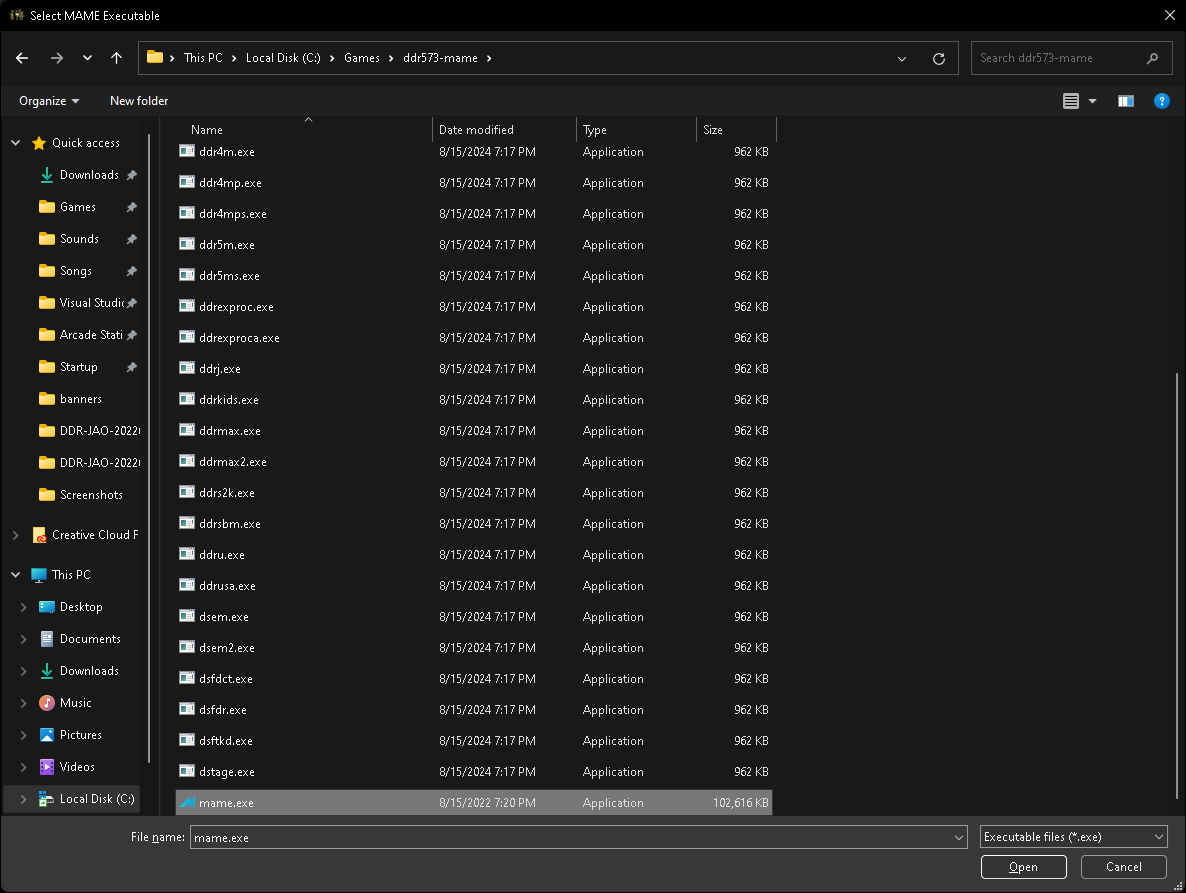 Select MAME Executable
This PC > Local Disk (C:) > Games > ddr573-mame >
Search ddr573-mame
Organize
New folder
Quick access
Downloads
Games
Sounds
Songs
Visual Studic
Arcade Stati
Startup
banners
DDR-JAO-2022
DDR-JAO-2022
Screenshots
Creative Cloud F
This PC
Desktop
Documents
Downloads
Music
Pictures
Videos
Local Disk (C:)
Name Date modified Type Size
ddr4m.exe 8/15/2024 7:17 PM Application 962 KB
ddr4mp.exe 8/15/2024 7:17 PM Application 962 KB
ddr4mps.exe 8/15/2024 7:17 PM Application 962 KB
ddr5m.exe 8/15/2024 7:17 PM Application 962 KB
ddr5ms.exe 8/15/2024 7:17 PM Application 962 KB
ddrexproc.exe 8/15/2024 7:17 PM Application 962 KB
ddrexproca.exe 8/15/2024 7:17 PM Application 962 KB
ddrj.exe 8/15/2024 7:17 PM Application 962 KB
ddrkids.exe 8/15/2024 7:17 PM Application 962 KB
ddrmax.exe 8/15/2024 7:17 PM Application 962 KB
ddrmax2.exe 8/15/2024 7:17 PM Application 962 KB
ddrs2k.exe 8/15/2024 7:17 PM Application 962 KB
ddrsbm.exe 8/15/2024 7:17 PM Application 962 KB
ddru.exe 8/15/2024 7:17 PM Application 962 KB
ddrusa.exe 8/15/2024 7:17 PM Application 962 KB
dsem.exe 8/15/2024 7:17 PM Application 962 KB
dsem2.exe 8/15/2024 7:17 PM Application 962 KB
dsfdct.exe 8/15/2024 7:17 PM Application 962 KB
dsfdr.exe 8/15/2024 7:17 PM Application 962 KB
dsftkd.exe 8/15/2024 7:17 PM Application 962 KB
dstage.exe 8/15/2024 7:17 PM Application 962 KB
mame.exe 8/15/2022 7:20 PM Application 102,616 KB
File name: mame.exe
Executable files (*.exe)
Open
Cancel